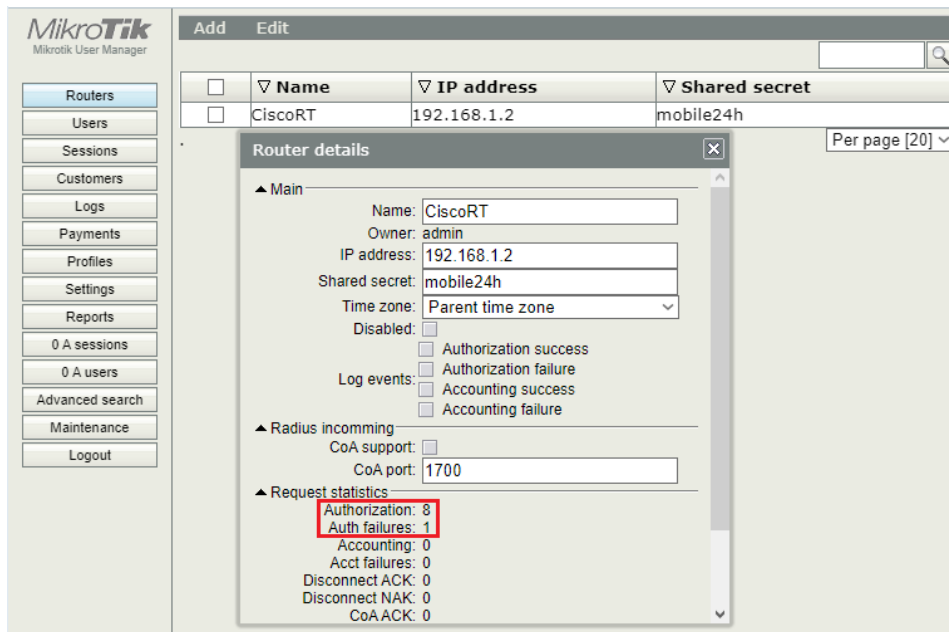 MikroTik
Mikrotik User Manager
Routers
Users
Sessions
Customers
Logs
Payments
Profiles
Settings
Reports
0 A sessions
0 A users
Advanced search
Maintenance
Logout
Add Edit
Name IP address Shared secret
CiscoRT 192.168.1.2 mobile24h
Per page [20]
Router details
Main
Name: CiscoRT
Owner: admin
IP address: 192.168.1.2
Shared secret: mobile24h
Time zone: Parent time zone
Disabled:
Log events:
Authorization success
Authorization failure
Accounting success
Accounting failure
Radius incomming
CoA support:
CoA port: 1700
Request statistics
Authorization: 8
Auth failures: 1
Accounting: 0
Acct failures: 0
Disconnect ACK: 0
Disconnect NAK: 0
CoA ACK: 0